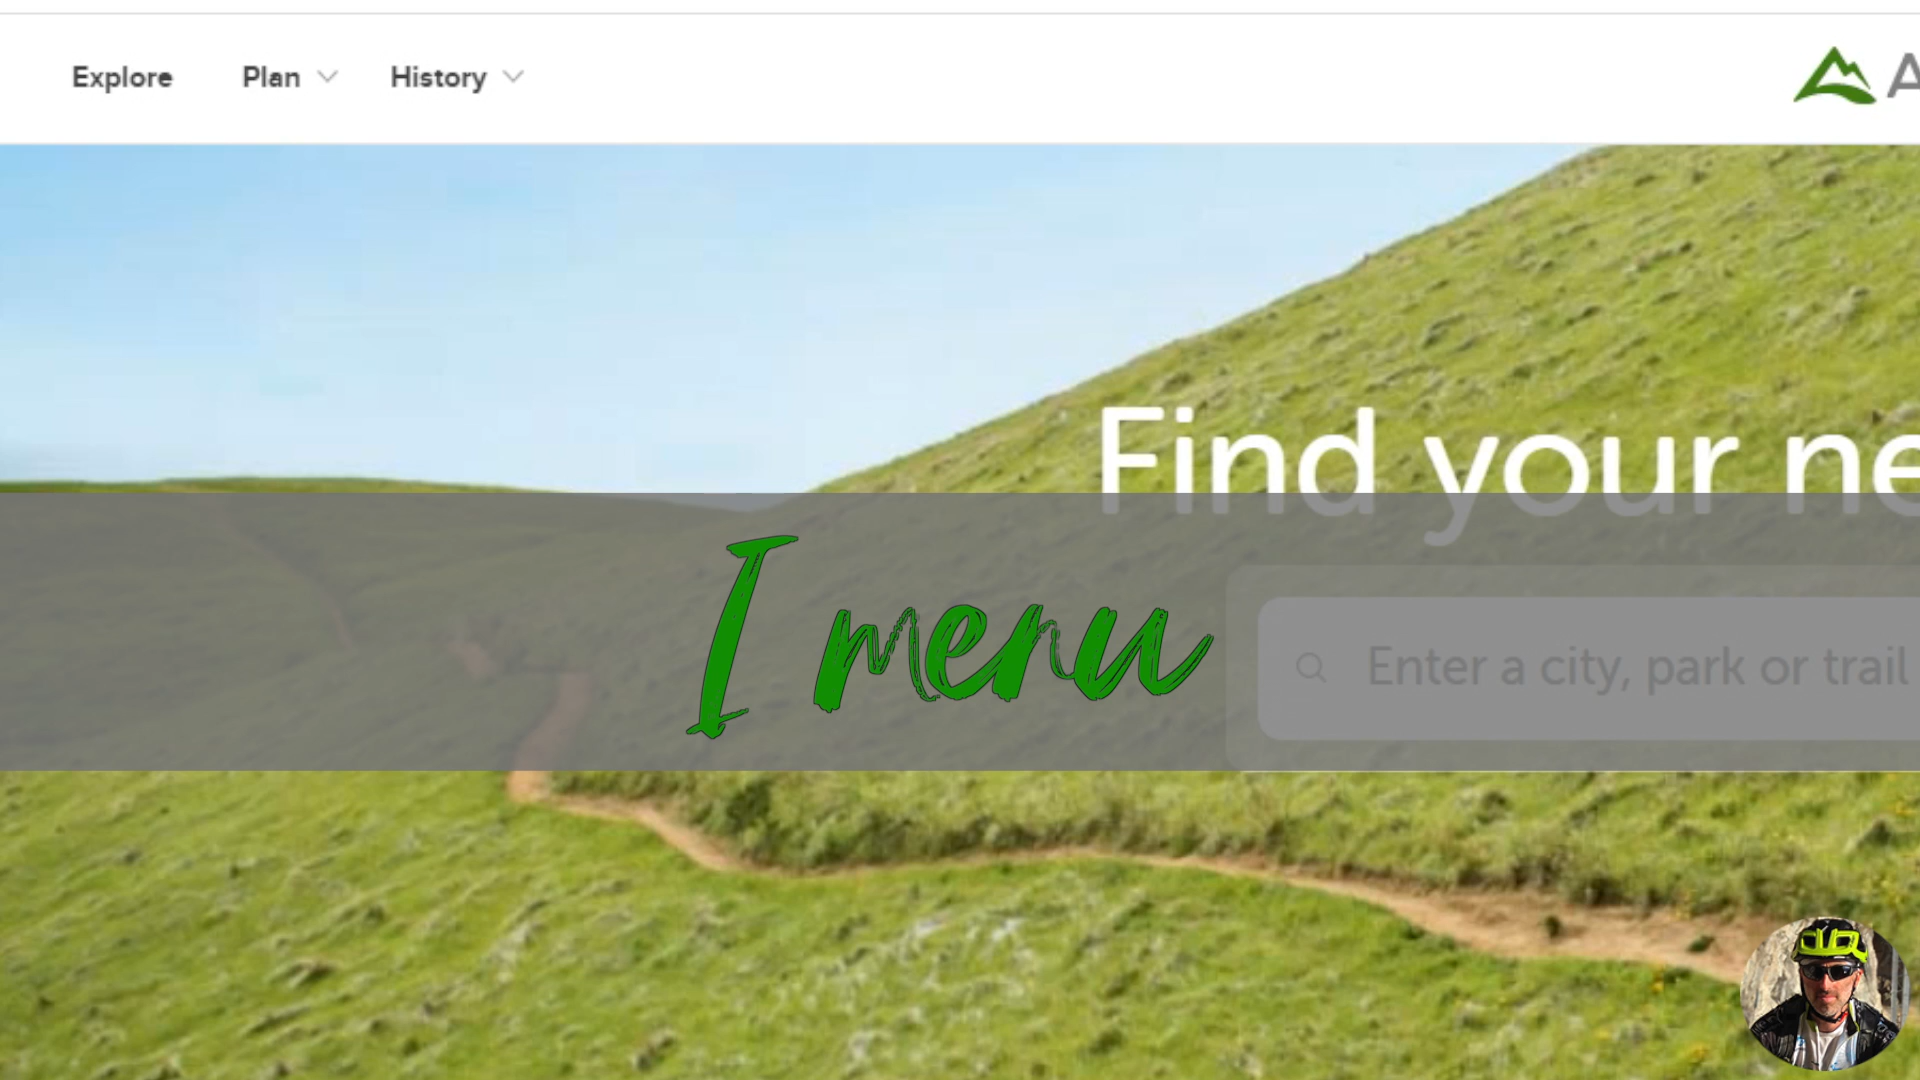 Explore Plan History A
Find your ne
I menu
Enter a city, park or trail